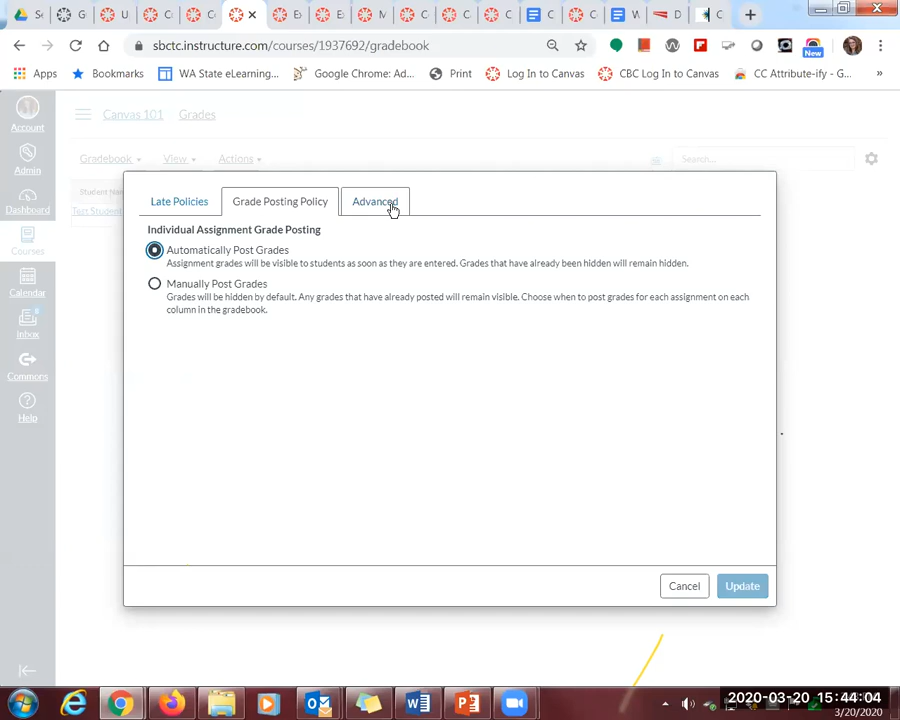 S
G
U
C
C
E
E
M
C
C
C
C
C
W
D
C
sbctc.instructure.com/courses/1937692/gradebook
New
Apps
Bookmarks
WA State eLearning...
Google Chrome: Ad...
Print
Log In to Canvas
CBC Log In to Canvas
CC Attribute-ify - G...
»
Account
Admin
Dashboard
Courses
Calendar
Inbox
Commons
Help
Canvas 101
Grades
Gradebook
View
Actions
Search...
Student Name
Test Student
Late Policies
Grade Posting Policy
Advanced
Individual Assignment Grade Posting
Automatically Post Grades
Assignment grades will be visible to students as soon as they are entered. Grades that have already been hidden will remain hidden.
Manually Post Grades
Grades will be hidden by default. Any grades that have already posted will remain visible. Choose when to post grades for each assignment on each
column in the gradebook.
Cancel
Update
2020-03-20 15:44:04
3/20/2020